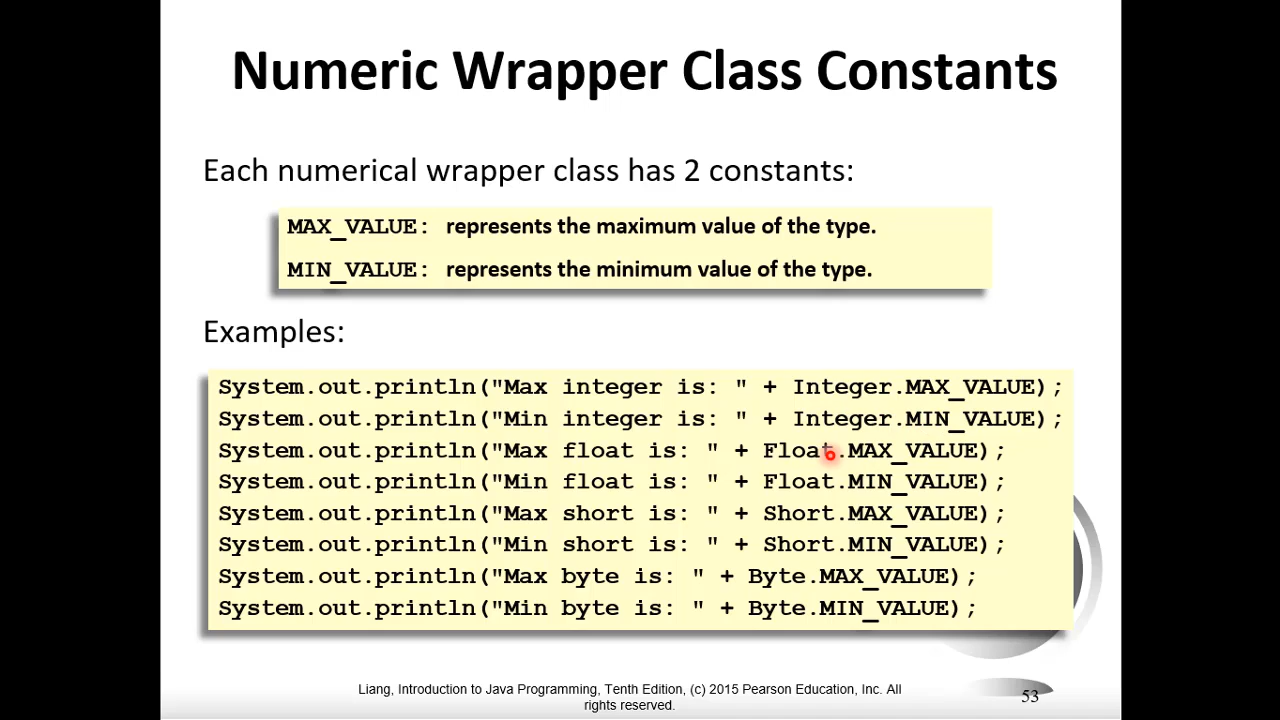 Numeric Wrapper Class Constants
Each numerical wrapper class has 2 constants:
MAX_VALUE: represents the maximum value of the type.
MIN_VALUE: represents the minimum value of the type.
Examples:
System.out.println("Max integer is: " + Integer.MAX_VALUE);
System.out.println("Min integer is: " + Integer.MIN_VALUE);
System.out.println("Max float is: " + Float.MAX_VALUE);
System.out.println("Min float is: " + Float.MIN_VALUE);
System.out.println("Max short is: " + Short.MAX_VALUE);
System.out.println("Min short is: " + Short.MIN_VALUE);
System.out.println("Max byte is: " + Byte.MAX_VALUE);
System.out.println("Min byte is: " + Byte.MIN_VALUE);
Liang, Introduction to Java Programming, Tenth Edition, (c) 2015 Pearson Education, Inc. All
rights reserved.
53